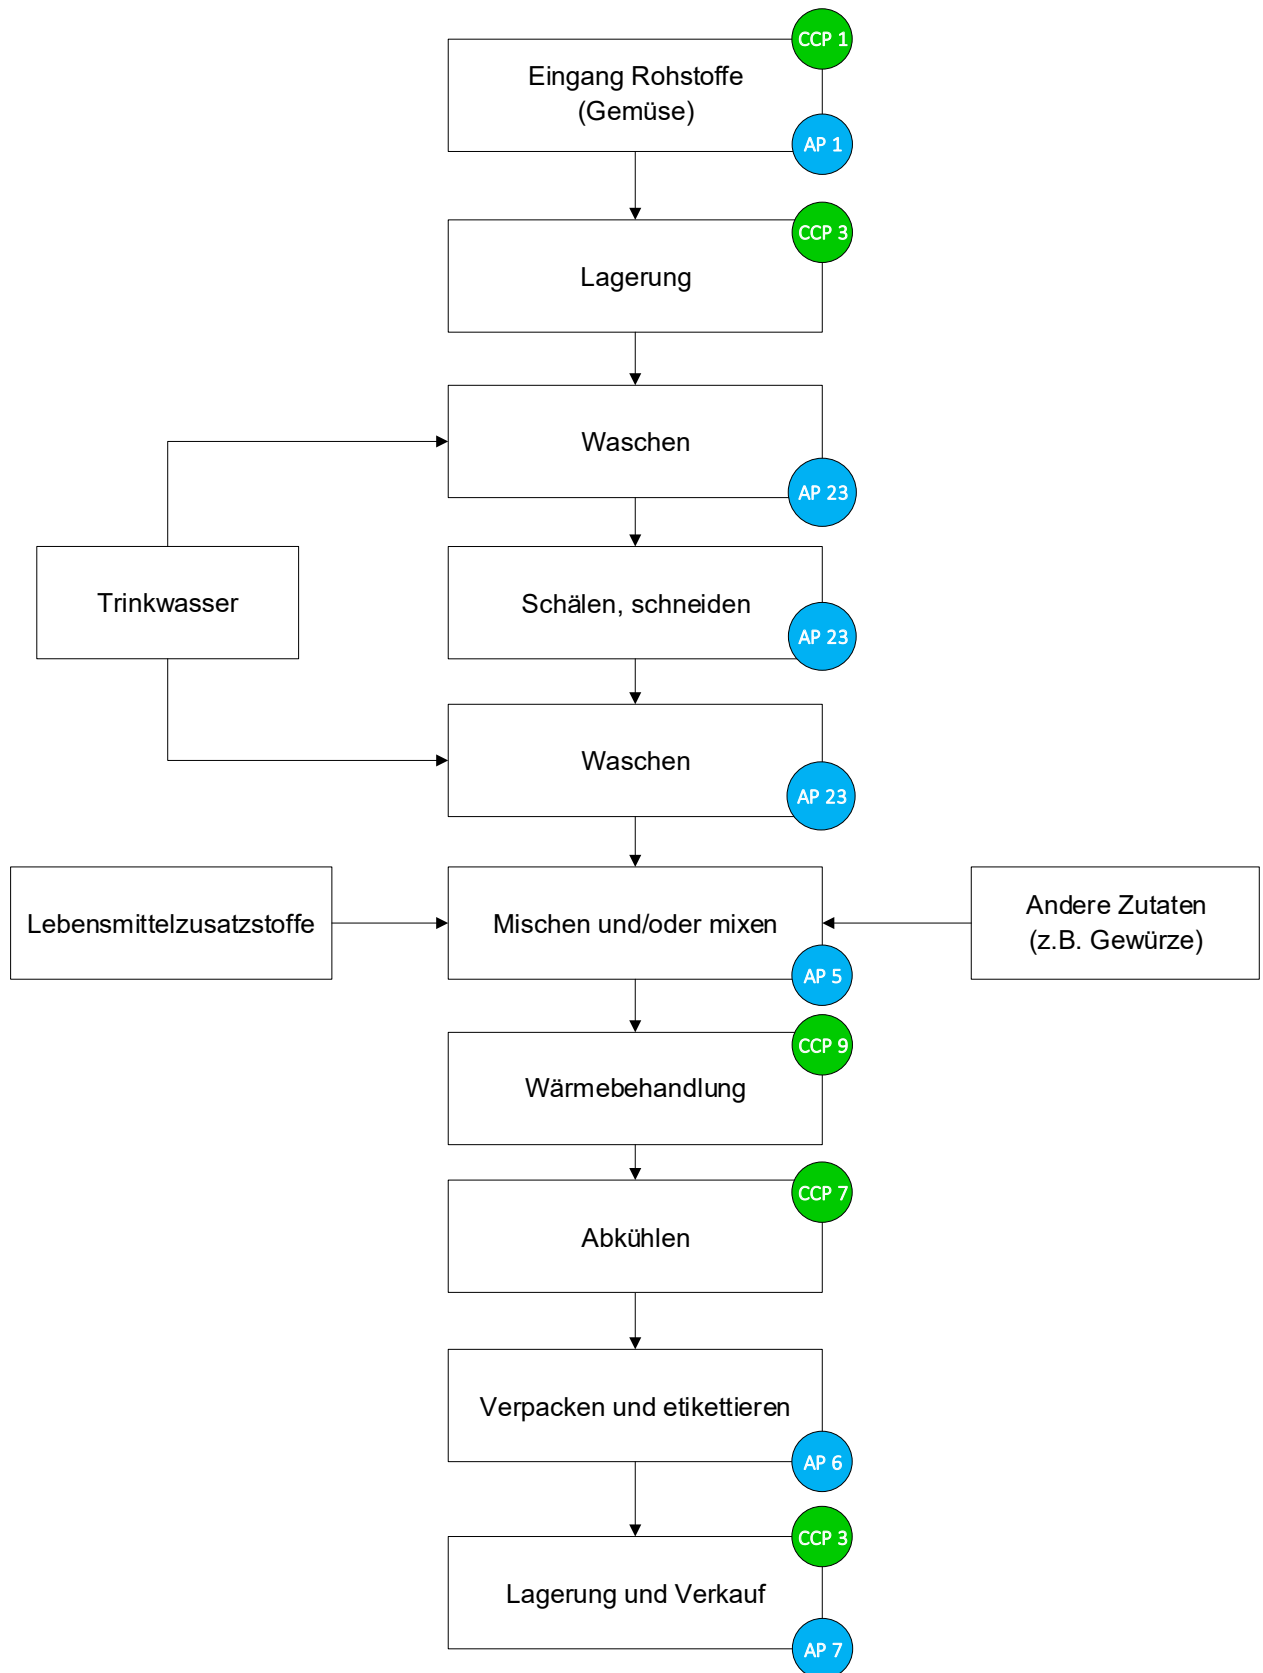 CCP 1
Eingang Rohstoffe
(Gemüse)
AP 1
CCP 3
Lagerung
Waschen
AP 23
Trinkwasser
Schälen, schneiden
AP 23
Waschen
AP 23
Lebensmittelzusatzstoffe
Mischen und/oder mixen
Andere Zutaten
(z.B. Gewürze)
AP 5
CCP 9
Wärmebehandlung
CCP 7
Abkühlen
Verpacken und etikettieren
AP 6
CCP 3
Lagerung und Verkauf
AP 7